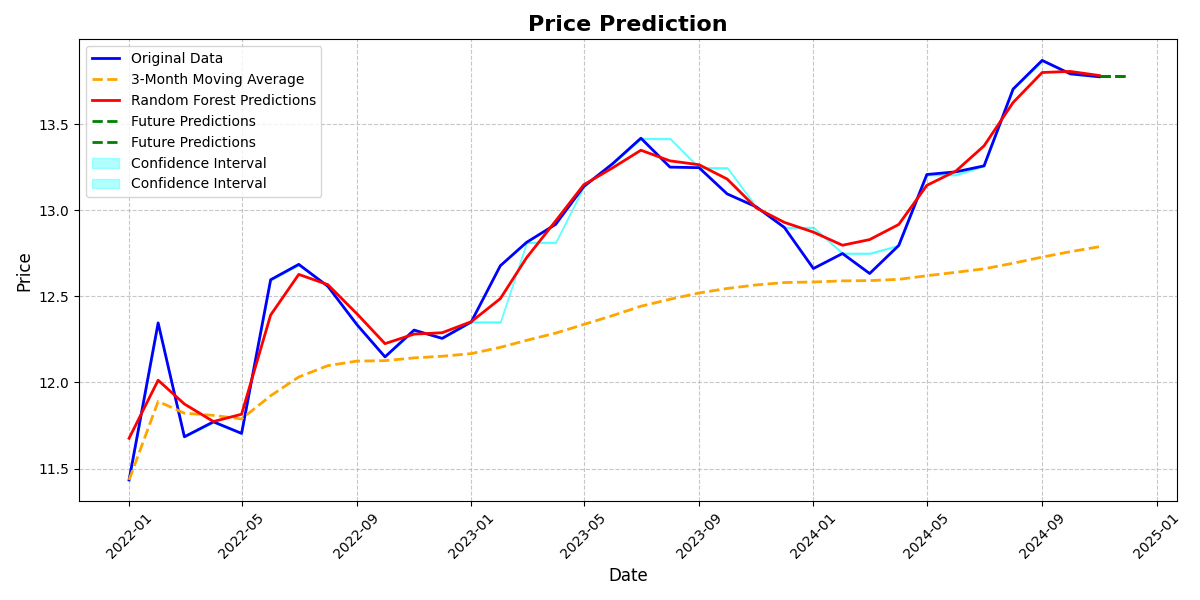 Price Prediction
Original Data
3-Month Moving Average
Random Forest Predictions
Future Predictions
Future Predictions
Confidence Interval
Confidence Interval
Price
13.5
13.0
12.5
12.0
11.5
2022-01
2022-05
2022-09
2023-01
2023-05
2023-09
2024-01
2024-05
2024-09
2025-01
Date